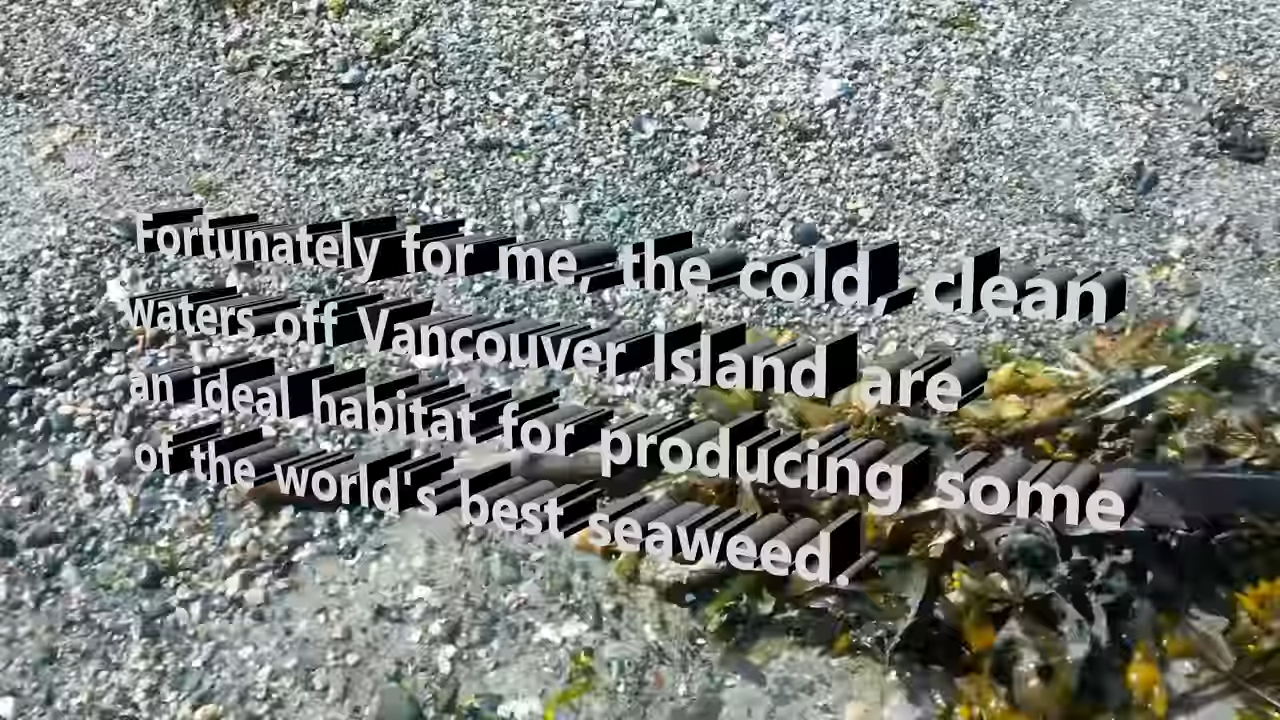 Fortunately for me, the cold, clean
waters off Vancouver Island are
an ideal habitat for producing some
of the world's best seaweed.